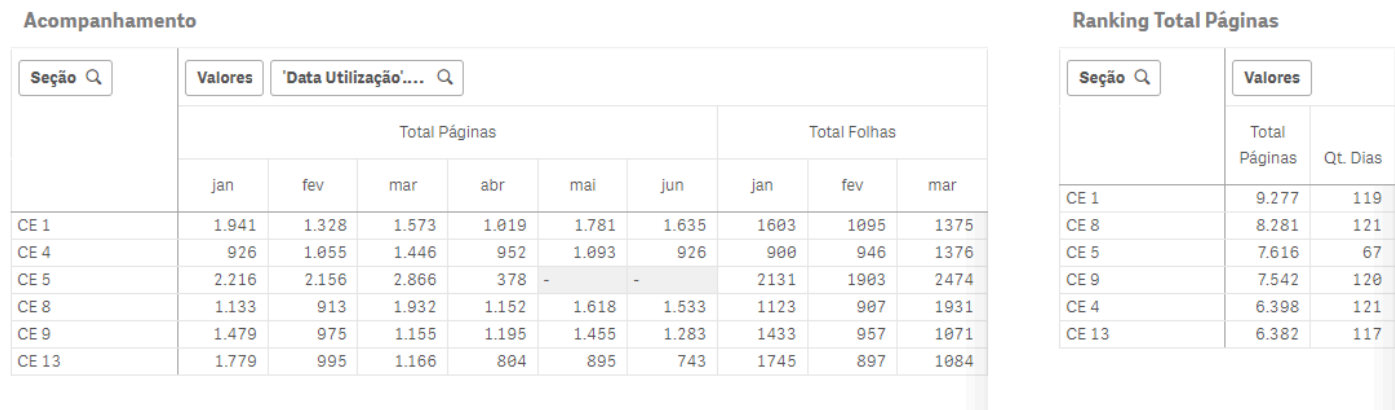 Acompanhamento
Seção Valores 'Data Utilização'....
Total Páginas Total Folhas
jan fev mar abr mai jun jan fev mar
CE 1 1.941 1.328 1.573 1.019 1.781 1.635 1603 1095 1375
CE 4 926 1.055 1.446 952 1.093 926 900 946 1376
CE 5 2.216 2.156 2.866 378 - - 2131 1903 2474
CE 8 1.133 913 1.932 1.152 1.618 1.533 1123 907 1931
CE 9 1.479 975 1.155 1.195 1.455 1.283 1433 957 1071
CE 13 1.779 995 1.166 804 895 743 1745 897 1084
Ranking Total Páginas
Seção Valores
Total
Páginas Qt. Dias
CE 1 9.277 119
CE 8 8.281 121
CE 5 7.616 67
CE 9 7.542 120
CE 4 6.398 121
CE 13 6.382 117